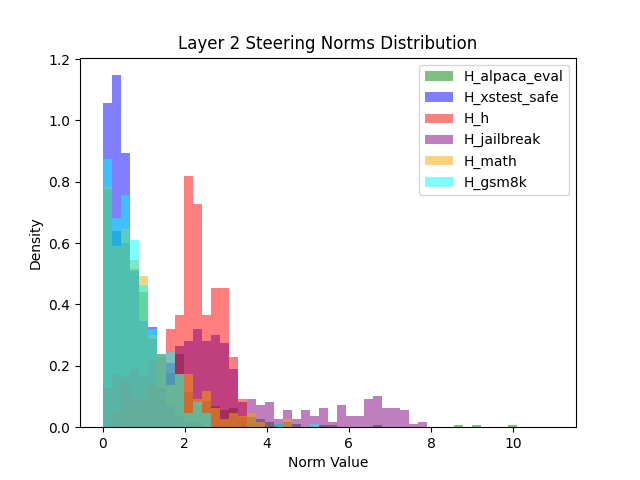 Layer 2 Steering Norms Distribution
H_alpaca_eval
H_xstest_safe
H_h
H_jailbreak
H_math
H_gsm8k
Density
1.2
1.0
0.8
0.6
0.4
0.2
0.0
0 2 4 6 8 10
Norm Value